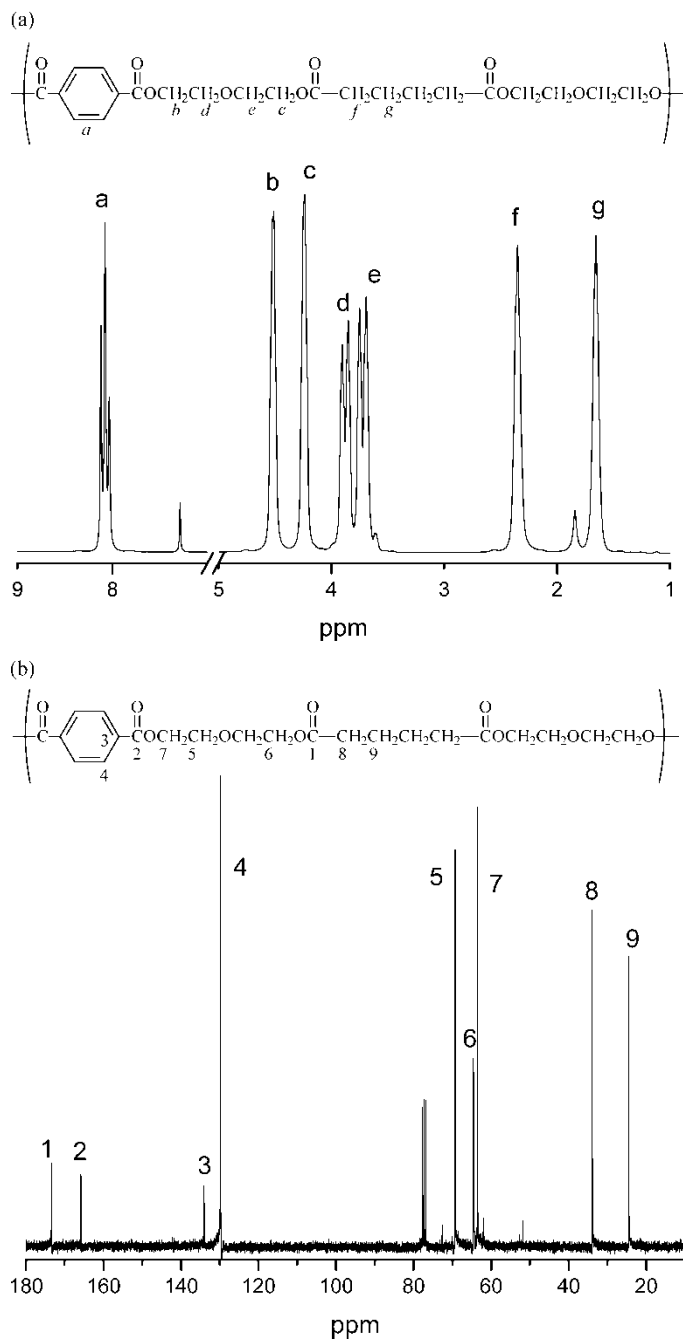 (a)
O O O O
C COCH2CH2OCH2CH2OC CH2CH2CH2CH2 COCH2CH2OCH2CH2O
a b d e c f g
a b c d e f g
9 8 5 4 3 2 1
ppm
(b)
O O O O
C 3 COCH2CH2OCH2CH2OC CH2CH2CH2CH2 COCH2CH2OCH2CH2O
4 2 7 5 6 1 8 9
1 2 3 4 5 6 7 8 9
180 160 140 120 100 80 60 40 20
ppm